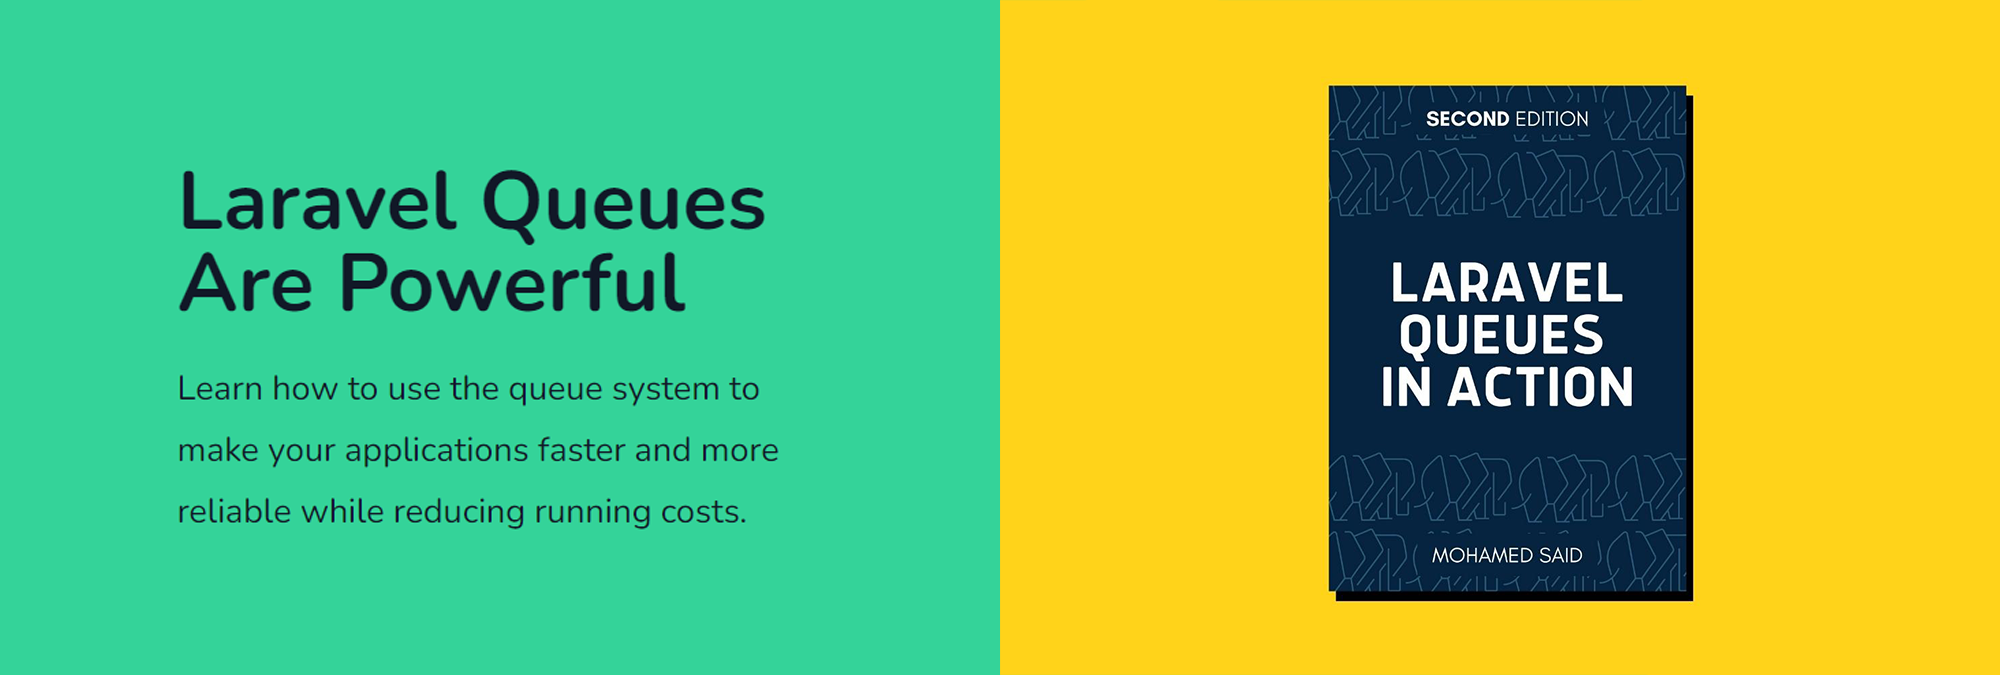 Laravel Queues
Are Powerful
Learn how to use the queue system to
make your applications faster and more
reliable while reducing running costs.
SECOND EDITION
LARAVEL
QUEUES
IN ACTION
MOHAMED SAID